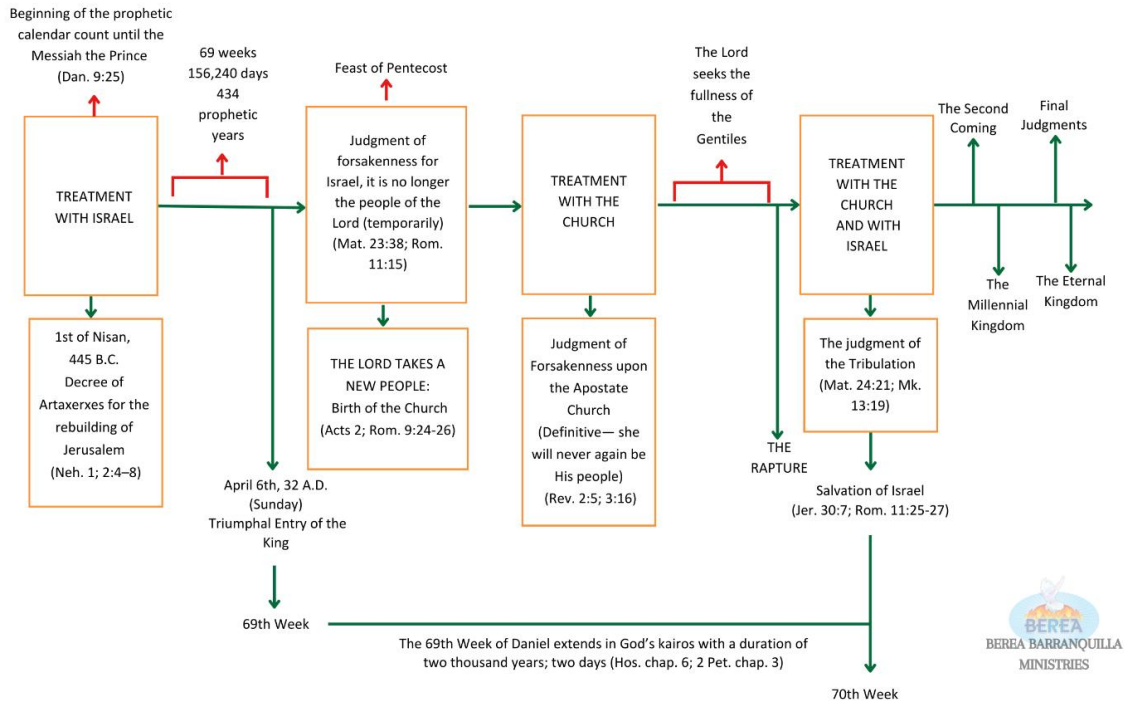 Beginning of the prophetic
calendar count until the
Messiah the Prince
(Dan. 9:25)
69 weeks
156,240 days
434
prophetic
years
Feast of Pentecost
The Lord
seeks the
fullness of
the
Gentiles
The Second
Coming
Final
Judgments
TREATMENT
WITH ISRAEL
Judgment of
forsakenness for
Israel, it is no longer
the people of the
Lord (temporarily)
(Mat. 23:38; Rom.
11:15)
TREATMENT
WITH THE
CHURCH
TREATMENT
WITH THE
CHURCH
AND WITH
ISRAEL
The
Millennial
Kingdom
The Eternal
Kingdom
1st of Nisan,
445 B.C.
Decree of
Artaxerxes for the
rebuilding of
Jerusalem
(Neh. 1; 2:4–8)
THE LORD TAKES A
NEW PEOPLE:
Birth of the Church
(Acts 2; Rom. 9:24-26)
Judgment of
Forsakenness upon
the Apostate
Church
(Definitive— she
will never again be
His people)
(Rev. 2:5; 3:16)
The judgment of
the Tribulation
(Mat. 24:21; Mk.
13:19)
THE
RAPTURE
April 6th, 32 A.D.
(Sunday)
Triumphal Entry of the
King
Salvation of Israel
(Jer. 30:7; Rom. 11:25-27)
69th Week
The 69th Week of Daniel extends in God’s kairos with a duration of
two thousand years; two days (Hos. chap. 6; 2 Pet. chap. 3)
70th Week
BEREA
BEREA BARRANQUILLA
MINISTRIES